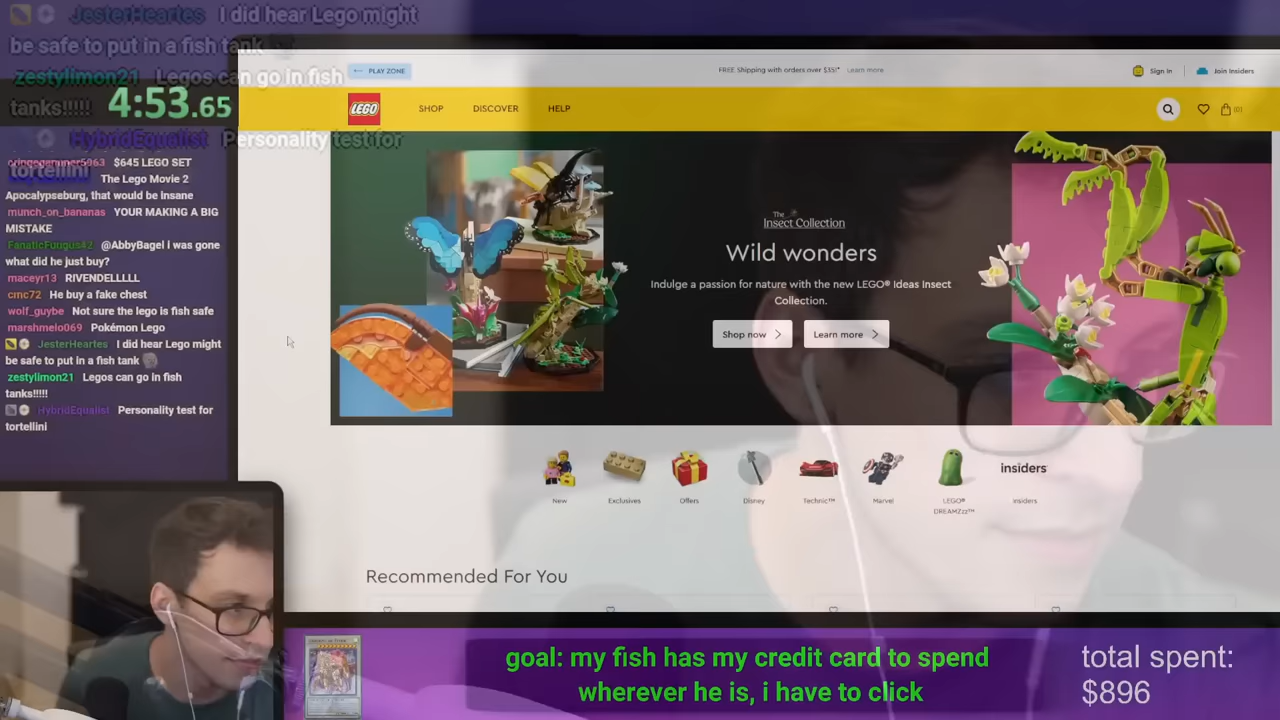 JesterHeartes I did hear Lego might
be safe to put in a fish tank
zestylimon21 Legos can go in fish
tanks!!!!!
4:53.65
HybridEqualist Personality test for
tortellini
$645 LEGO SET
The Lego Movie 2
Apocalypseburg, that would be insane
munch_on_bananas YOUR MAKING A BIG
MISTAKE
FanaticFougus42 @AbbyBagel I was gone
what did he just buy?
maceyr13 RIVENDELLLLL
cmc72 He buy a fake chest
wolf_guybe Not sure the lego is fish safe
marshmelo069 Pokémon Lego
JesterHeartes I did hear Lego might
be safe to put in a fish tank
zestylimon21 Legos can go in fish
tanks!!!!!
HybridEqualist Personality test for
tortellini
← PLAY ZONE
FREE Shipping with orders over $35!* Learn more
Sign In
Join Insiders
LEGO
SHOP
DISCOVER
HELP
(0)
The
Insect Collection
Wild wonders
Indulge a passion for nature with the new LEGO® Ideas Insect
Collection.
Shop now
Learn more
New
Exclusives
Offers
Disney
Technic™
Marvel
LEGO®
DREAMZzz™
insiders
Insiders
Recommended For You
goal: my fish has my credit card to spend
wherever he is, i have to click
total spent:
$896